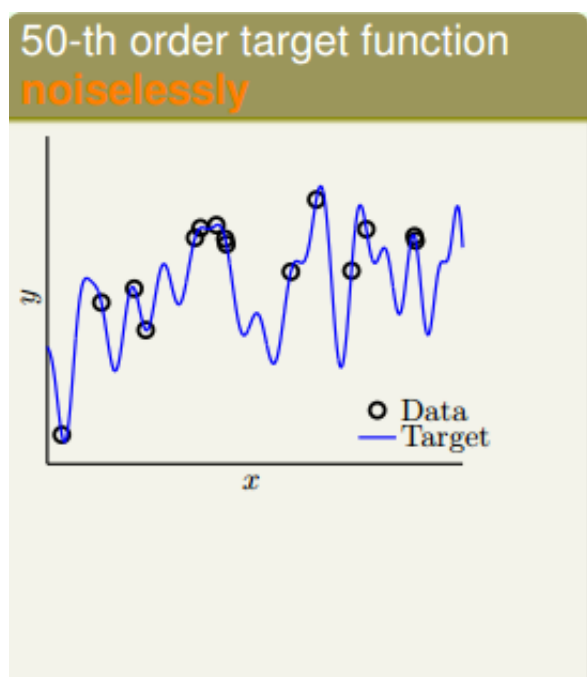 50-th order target function
noiselessly
y
Data
Target
x